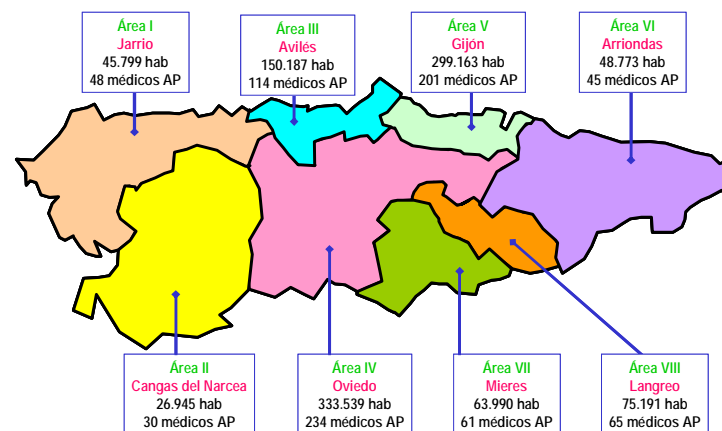 Área I
Jarrio
45.799 hab
48 médicos AP
Área III
Avilés
150.187 hab
114 médicos AP
Área V
Gijón
299.163 hab
201 médicos AP
Área VI
Arriondas
48.773 hab
45 médicos AP
Área II
Cangas del Narcea
26.945 hab
30 médicos AP
Área IV
Oviedo
333.539 hab
234 médicos AP
Área VII
Mieres
63.990 hab
61 médicos AP
Área VIII
Langreo
75.191 hab
65 médicos AP